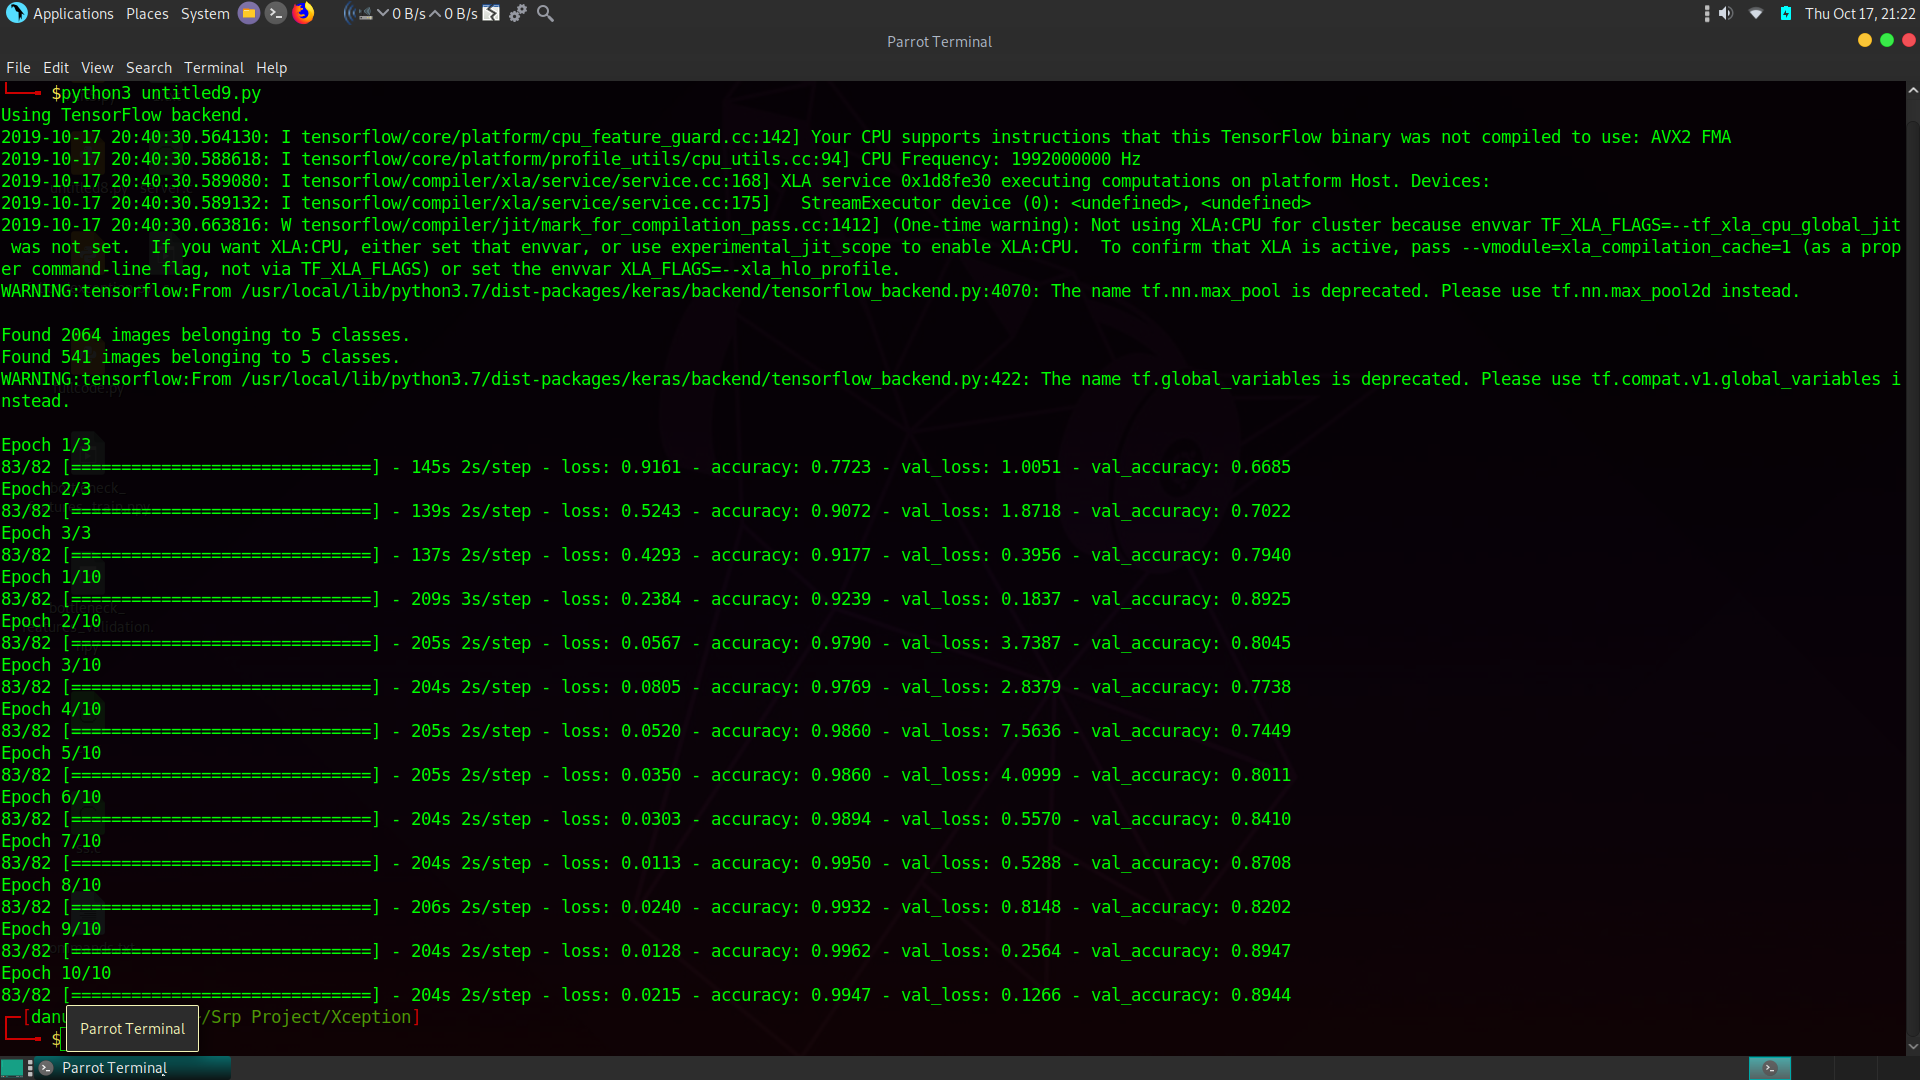 Applications Places System 0 B/s 0 B/s Thu Oct 17, 21:22
Parrot Terminal
File Edit View Search Terminal Help
$python3 untitled9.py
Using TensorFlow backend.
2019-10-17 20:40:30.564130: I tensorflow/core/platform/cpu_feature_guard.cc:142] Your CPU supports instructions that this TensorFlow binary was not compiled to use: AVX2 FMA
2019-10-17 20:40:30.588618: I tensorflow/core/platform/profile_utils/cpu_utils.cc:94] CPU Frequency: 1992000000 Hz
2019-10-17 20:40:30.589080: I tensorflow/compiler/xla/service/service.cc:168] XLA service 0x1d8fe30 executing computations on platform Host. Devices:
2019-10-17 20:40:30.589132: I tensorflow/compiler/xla/service/service.cc:175]   StreamExecutor device (0): <undefined>, <undefined>
2019-10-17 20:40:30.663816: W tensorflow/compiler/jit/mark_for_compilation_pass.cc:1412] (One-time warning): Not using XLA:CPU for cluster because envvar TF_XLA_FLAGS=--tf_xla_cpu_global_jit
was not set.  If you want XLA:CPU, either set that envvar, or use experimental_jit_scope to enable XLA:CPU.  To confirm that XLA is active, pass --vmodule=xla_compilation_cache=1 (as a prop
er command-line flag, not via TF_XLA_FLAGS) or set the envvar XLA_FLAGS=--xla_hlo_profile.
WARNING:tensorflow:From /usr/local/lib/python3.7/dist-packages/keras/backend/tensorflow_backend.py:4070: The name tf.nn.max_pool is deprecated. Please use tf.nn.max_pool2d instead.
Found 2064 images belonging to 5 classes.
Found 541 images belonging to 5 classes.
WARNING:tensorflow:From /usr/local/lib/python3.7/dist-packages/keras/backend/tensorflow_backend.py:422: The name tf.global_variables is deprecated. Please use tf.compat.v1.global_variables i
nstead.
Epoch 1/3
83/82 [==============================] - 145s 2s/step - loss: 0.9161 - accuracy: 0.7723 - val_loss: 1.0051 - val_accuracy: 0.6685
Epoch 2/3
83/82 [==============================] - 139s 2s/step - loss: 0.5243 - accuracy: 0.9072 - val_loss: 1.8718 - val_accuracy: 0.7022
Epoch 3/3
83/82 [==============================] - 137s 2s/step - loss: 0.4293 - accuracy: 0.9177 - val_loss: 0.3956 - val_accuracy: 0.7940
Epoch 1/10
83/82 [==============================] - 209s 3s/step - loss: 0.2384 - accuracy: 0.9239 - val_loss: 0.1837 - val_accuracy: 0.8925
Epoch 2/10
83/82 [==============================] - 205s 2s/step - loss: 0.0567 - accuracy: 0.9790 - val_loss: 3.7387 - val_accuracy: 0.8045
Epoch 3/10
83/82 [==============================] - 204s 2s/step - loss: 0.0805 - accuracy: 0.9769 - val_loss: 2.8379 - val_accuracy: 0.7738
Epoch 4/10
83/82 [==============================] - 205s 2s/step - loss: 0.0520 - accuracy: 0.9860 - val_loss: 7.5636 - val_accuracy: 0.7449
Epoch 5/10
83/82 [==============================] - 205s 2s/step - loss: 0.0350 - accuracy: 0.9860 - val_loss: 4.0999 - val_accuracy: 0.8011
Epoch 6/10
83/82 [==============================] - 204s 2s/step - loss: 0.0303 - accuracy: 0.9894 - val_loss: 0.5570 - val_accuracy: 0.8410
Epoch 7/10
83/82 [==============================] - 204s 2s/step - loss: 0.0113 - accuracy: 0.9950 - val_loss: 0.5288 - val_accuracy: 0.8708
Epoch 8/10
83/82 [==============================] - 206s 2s/step - loss: 0.0240 - accuracy: 0.9932 - val_loss: 0.8148 - val_accuracy: 0.8202
Epoch 9/10
83/82 [==============================] - 204s 2s/step - loss: 0.0128 - accuracy: 0.9962 - val_loss: 0.2564 - val_accuracy: 0.8947
Epoch 10/10
83/82 [==============================] - 204s 2s/step - loss: 0.0215 - accuracy: 0.9947 - val_loss: 0.1266 - val_accuracy: 0.8944
/Srp Project/Xception]
Parrot Terminal
$
Parrot Terminal